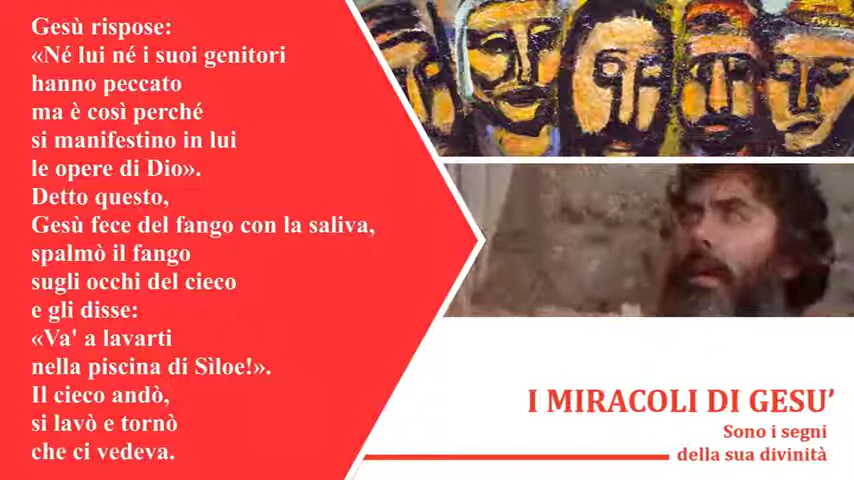 Gesù rispose:
«Né lui né i suoi genitori
hanno peccato
ma è così perché
si manifestino in lui
le opere di Dio».
Detto questo,
Gesù fece del fango con la saliva,
spalmò il fango
sugli occhi del cieco
e gli disse:
«Va' a lavarti
nella piscina di Sìloe!».
Il cieco andò,
si lavò e tornò
che ci vedeva.
I MIRACOLI DI GESU’
Sono i segni
della sua divinità